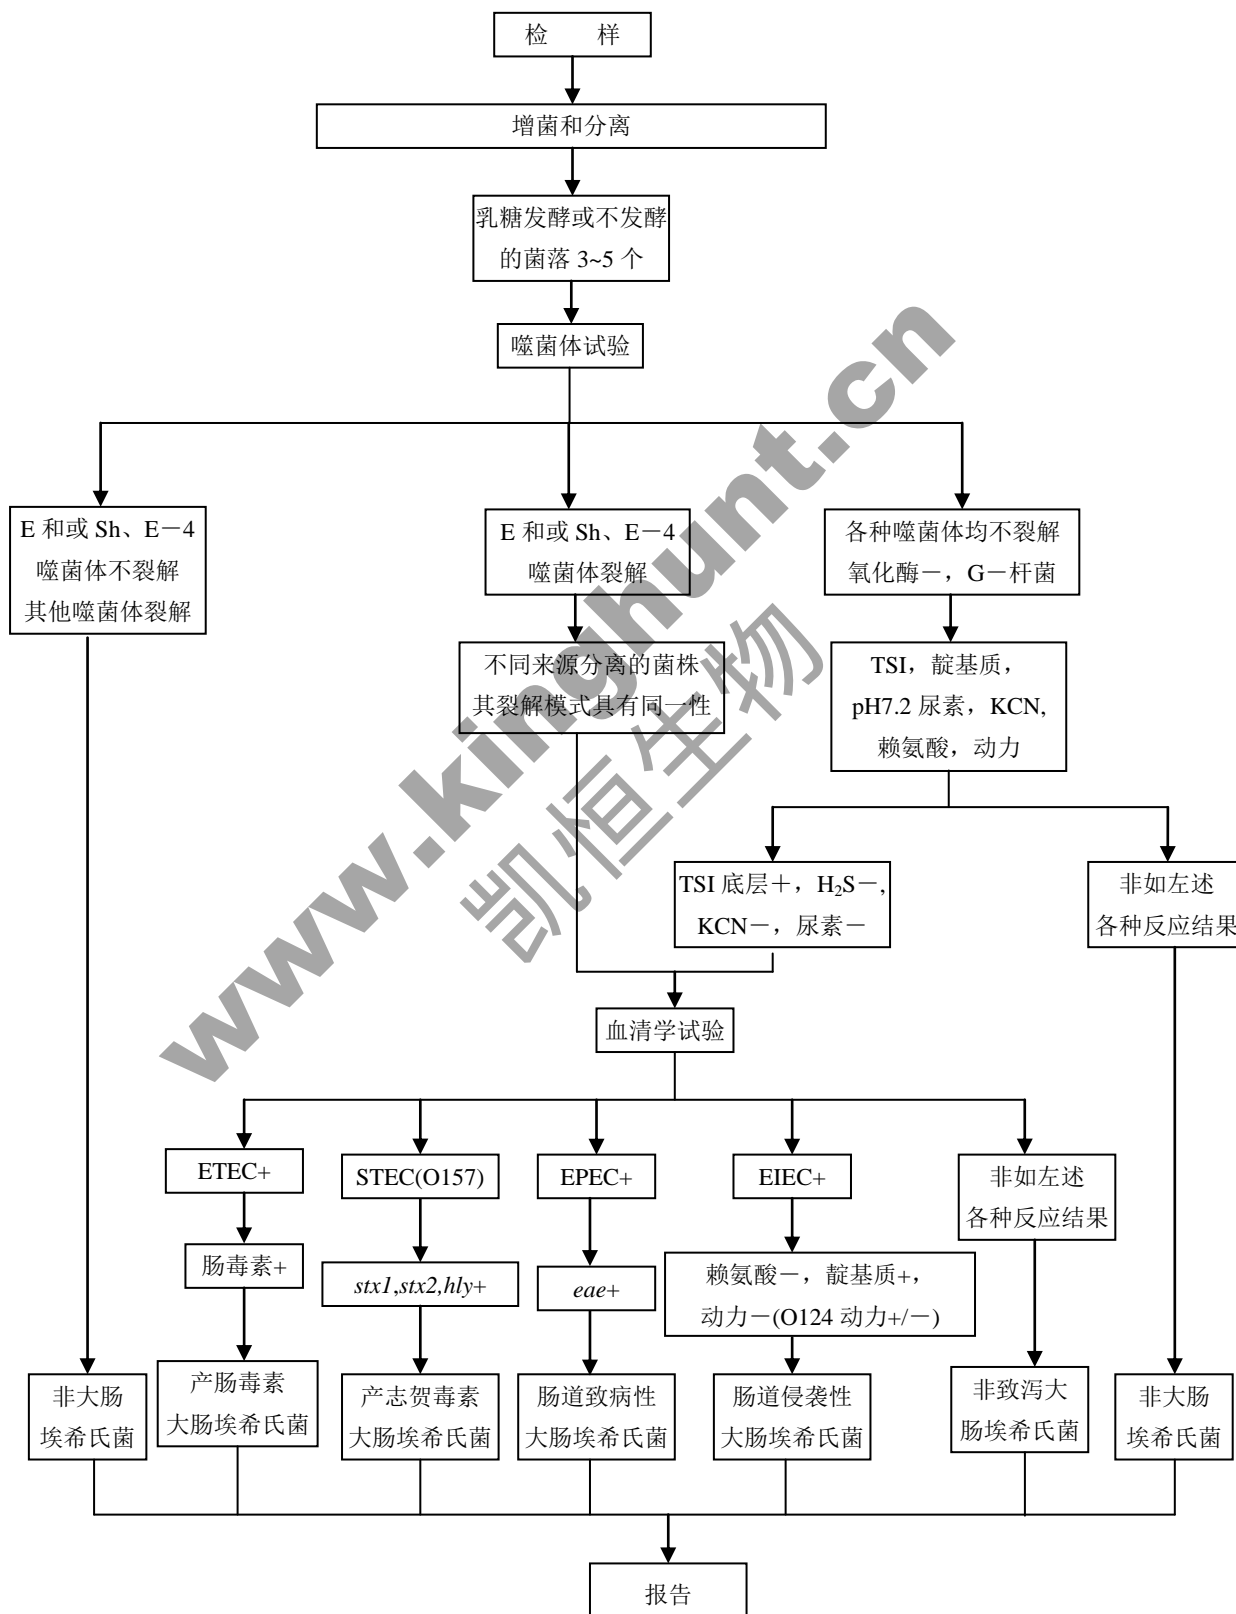 检 样
增菌和分离
乳糖发酵或不发酵
的菌落 3~5 个
噬菌体试验
E 和或 Sh、E－4
噬菌体不裂解
其他噬菌体裂解
E 和或 Sh、E－4
噬菌体裂解
各种噬菌体均不裂解
氧化酶－，G－杆菌
不同来源分离的菌株
其裂解模式具有同一性
TSI，靛基质，
pH7.2 尿素，KCN,
赖氨酸，动力
TSI 底层＋，H₂S－,
KCN－，尿素－
非如左述
各种反应结果
血清学试验
ETEC+
STEC(O157)
EPEC+
EIEC+
非如左述
各种反应结果
肠毒素+
stx1,stx2,hly+
eae+
赖氨酸－，靛基质+，
动力－(O124 动力+/－)
非大肠
埃希氏菌
产肠毒素
大肠埃希氏菌
产志贺毒素
大肠埃希氏菌
肠道致病性
大肠埃希氏菌
肠道侵袭性
大肠埃希氏菌
非致泻大
肠埃希氏菌
非大肠
埃希氏菌
报告
www.kinghunt.cn
凯恒生物